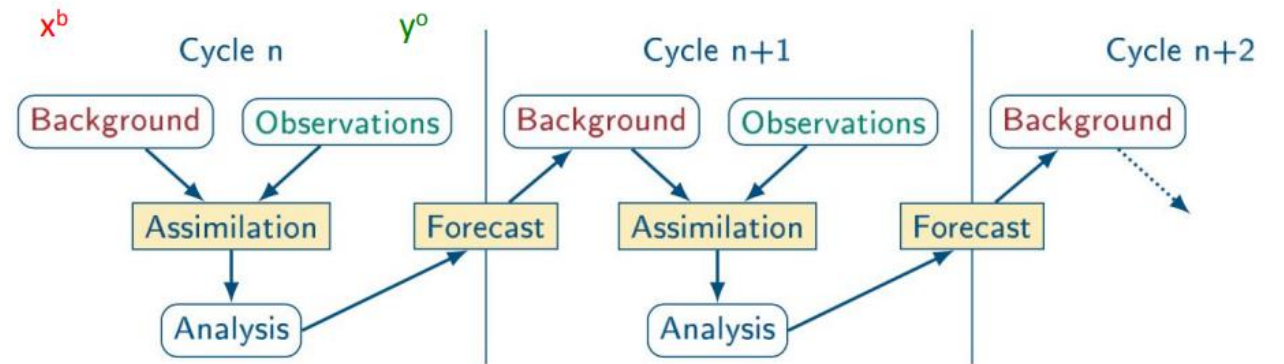 x^b
y^o
Cycle n
Cycle n+1
Cycle n+2
Background
Observations
Background
Observations
Background
Assimilation
Forecast
Assimilation
Forecast
Analysis
Analysis